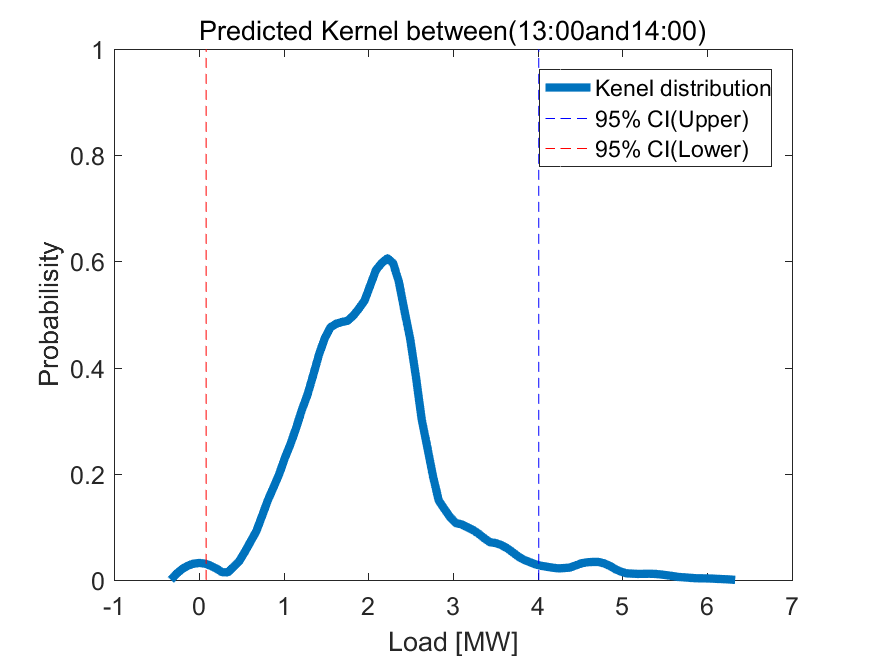 Predicted Kernel between(13:00and14:00)
1
0.8
0.6
0.4
0.2
0
Probabilisity
Kenel distribution
95% CI(Upper)
95% CI(Lower)
-1 0 1 2 3 4 5 6 7
Load [MW]